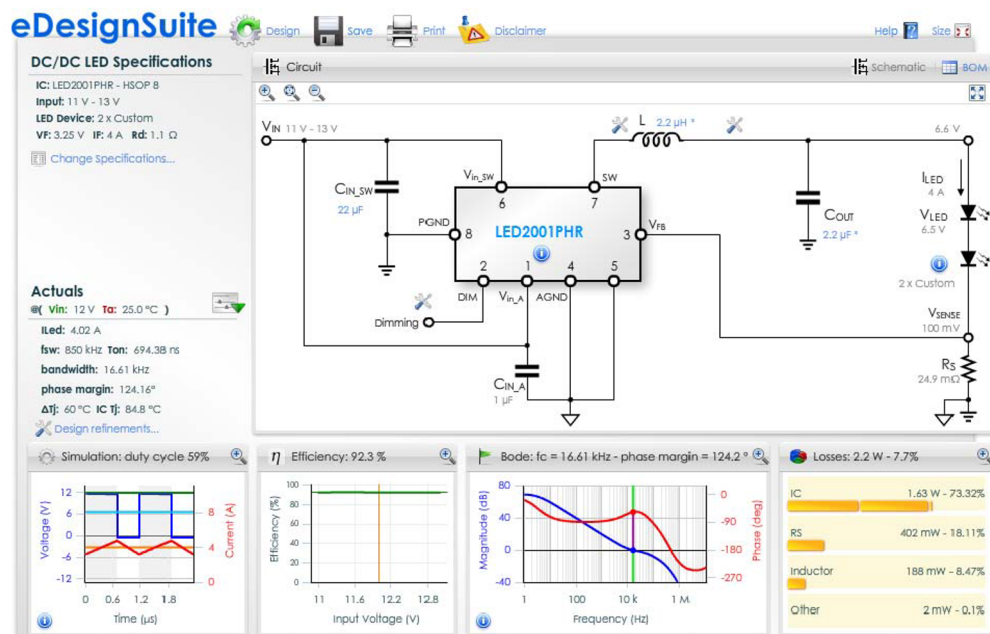 eDesignSuite
Design
Save
Print
Disclaimer
Help
Size
DC/DC LED Specifications
IC: LED2001PHR - HSOP 8
Input: 11 V - 13 V
LED Device: 2 x Custom
VF: 3.25 V IF: 4 A Rd: 1.1 Ω
Change Specifications...
Actuals
@( Vin: 12 V Ta: 25.0 °C )
ILed: 4.02 A
fsw: 850 kHz Ton: 694.38 ns
bandwidth: 16.61 kHz
phase margin: 124.16°
ΔTj: 60 °C IC Tj: 84.8 °C
Design refinements...
Circuit
Schematic
BOM
VIN 11 V - 13 V
L 2.2 µH *
6.6 V
Vin_SW
SW
6
7
CIN_SW
22 µF
PGND
8
LED2001PHR
3
VFB
2
1
4
5
DIM
Vin_A
AGND
Dimming
CIN_A
1 µF
COUT
2.2 µF *
ILED
4 A
VLED
6.5 V
2 x Custom
VSENSE
100 mV
RS
24.9 mΩ
Simulation: duty cycle 59%
Voltage (V)
12
6
0
-6
-12
8
4
0
Current (A)
0 0.6 1.2 1.8
Time (µs)
η Efficiency: 92.3 %
Efficiency (%)
100
80
60
40
20
0
11 11.6 12.2 12.8
Input Voltage (V)
Bode: fc = 16.61 kHz - phase margin = 124.2 °
Magnitude (dB)
80
40
0
-40
0
-90
-180
-270
Phase (deg)
1 100 10 k 1 M
Frequency (Hz)
Losses: 2.2 W - 7.7%
IC 1.63 W - 73.32%
RS 402 mW - 18.11%
Inductor 188 mW - 8.47%
Other 2 mW - 0.1%